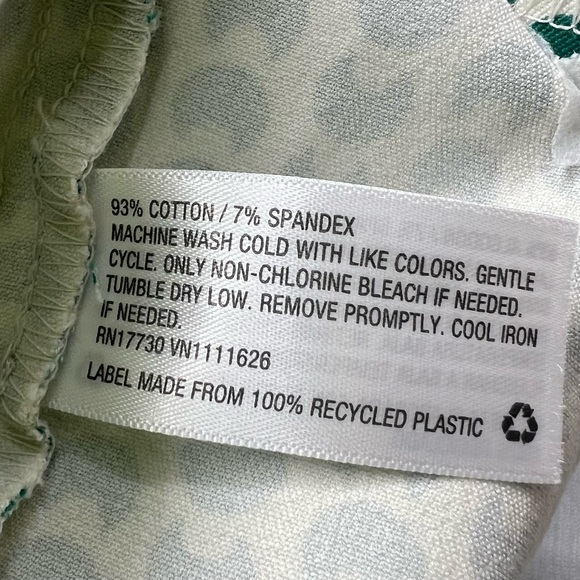 93% COTTON / 7% SPANDEX
MACHINE WASH COLD WITH LIKE COLORS. GENTLE
CYCLE. ONLY NON-CHLORINE BLEACH IF NEEDED.
TUMBLE DRY LOW. REMOVE PROMPTLY. COOL IRON
IF NEEDED.
RN17730 VN1111626
LABEL MADE FROM 100% RECYCLED PLASTIC